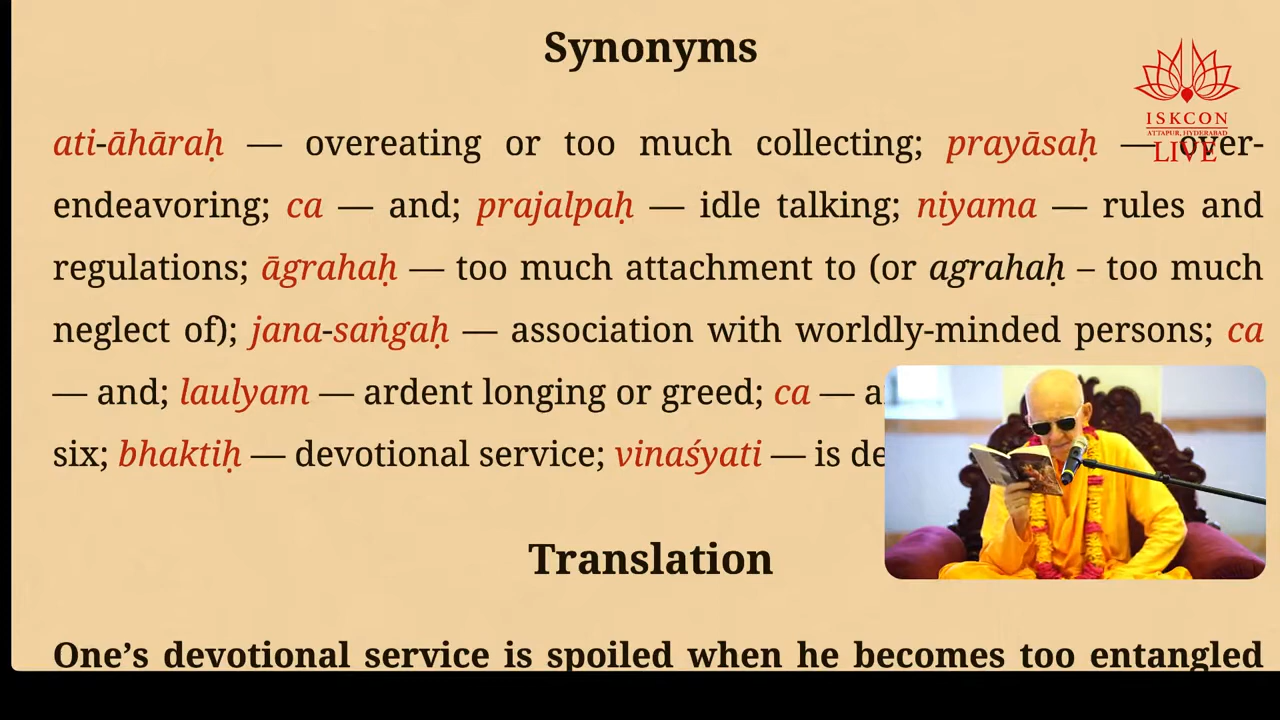 Synonyms
ISKCON
ATTAPUR, HYDERABAD
LIVE
ati-āhāraḥ — overeating or too much collecting; prayāsaḥ — over-
endeavoring; ca — and; prajalpaḥ — idle talking; niyama — rules and
regulations; āgrahaḥ — too much attachment to (or agrahaḥ – too much
neglect of); jana-saṅgaḥ — association with worldly-minded persons; ca
— and; laulyam — ardent longing or greed; ca —
six; bhaktiḥ — devotional service; vinaśyati — is
Translation
One’s devotional service is spoiled when he becomes too entangled